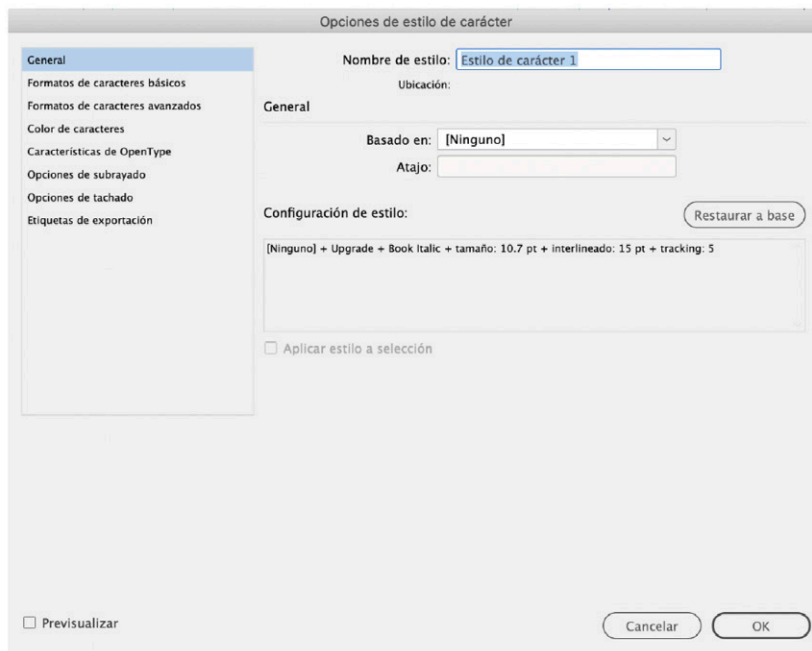 Opciones de estilo de carácter
General
Formatos de caracteres básicos
Formatos de caracteres avanzados
Color de caracteres
Características de OpenType
Opciones de subrayado
Opciones de tachado
Etiquetas de exportación
Nombre de estilo: Estilo de carácter 1
Ubicación:
General
Basado en: [Ninguno]
Atajo:
Configuración de estilo:
Restaurar a base
[Ninguno] + Upgrade + Book Italic + tamaño: 10.7 pt + interlineado: 15 pt + tracking: 5
Aplicar estilo a selección
Previsualizar
Cancelar
OK